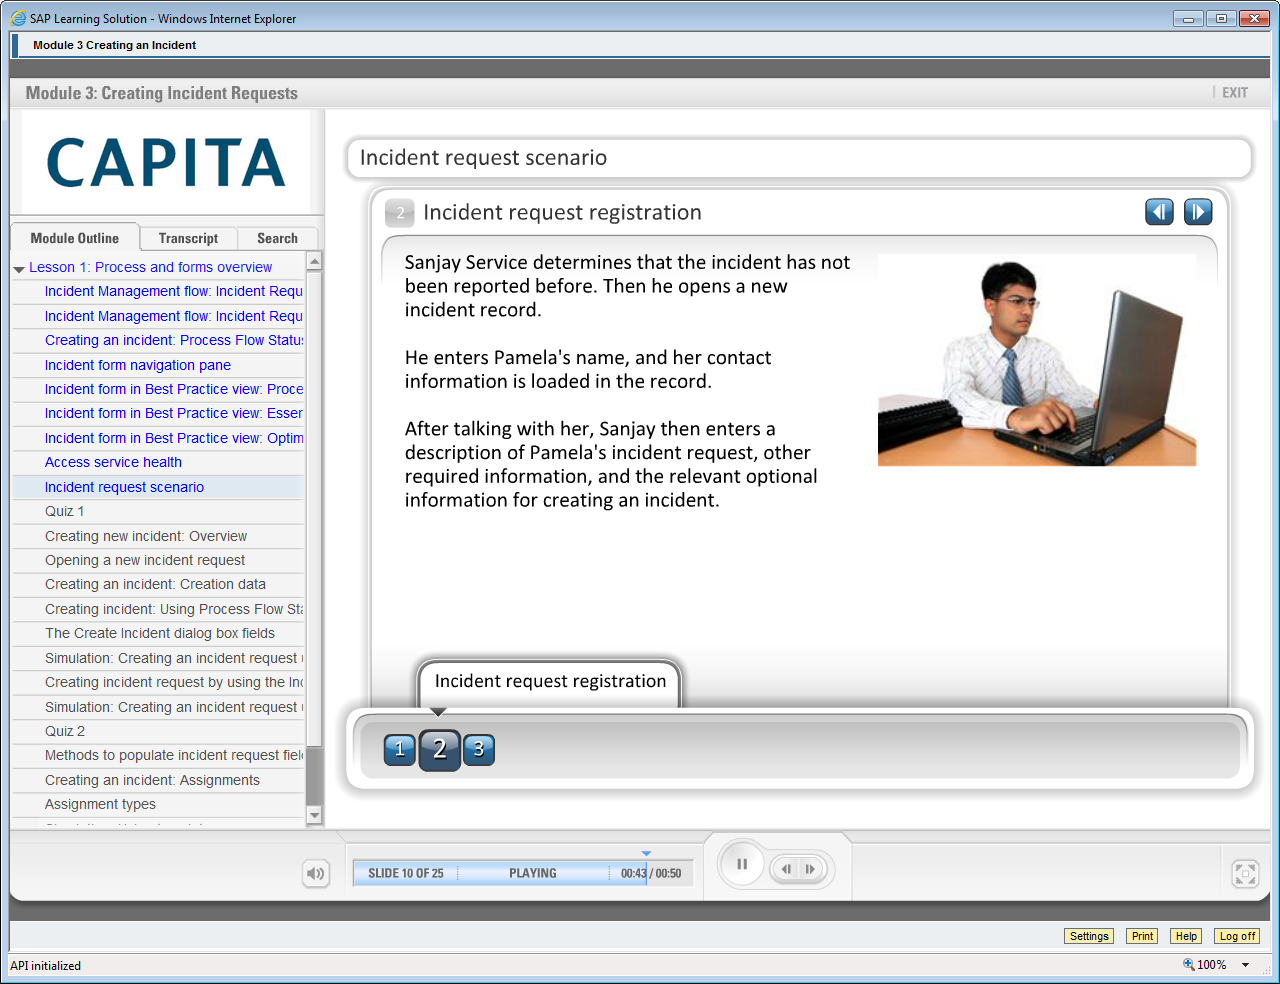 SAP Learning Solution - Windows Internet Explorer
Module 3 Creating an Incident
Module 3: Creating Incident Requests
EXIT
CAPITA
Module Outline
Transcript
Search
Lesson 1: Process and forms overview
Incident Management flow: Incident Requ
Incident Management flow: Incident Requ
Creating an incident: Process Flow Status
Incident form navigation pane
Incident form in Best Practice view: Proce
Incident form in Best Practice view: Essen
Incident form in Best Practice view: Optim
Access service health
Incident request scenario
Quiz 1
Creating new incident: Overview
Opening a new incident request
Creating an incident: Creation data
Creating incident: Using Process Flow Sta
The Create Incident dialog box fields
Simulation: Creating an incident request
Creating incident request by using the Inc
Simulation: Creating an incident request
Quiz 2
Methods to populate incident request field
Creating an incident: Assignments
Assignment types
Incident request scenario
2 Incident request registration
Sanjay Service determines that the incident has not
been reported before. Then he opens a new
incident record.
He enters Pamela's name, and her contact
information is loaded in the record.
After talking with her, Sanjay then enters a
description of Pamela's incident request, other
required information, and the relevant optional
information for creating an incident.
Incident request registration
1 2 3
SLIDE 10 OF 25 PLAYING 00:43 / 00:50
Settings Print Help Log off
API initialized
100%